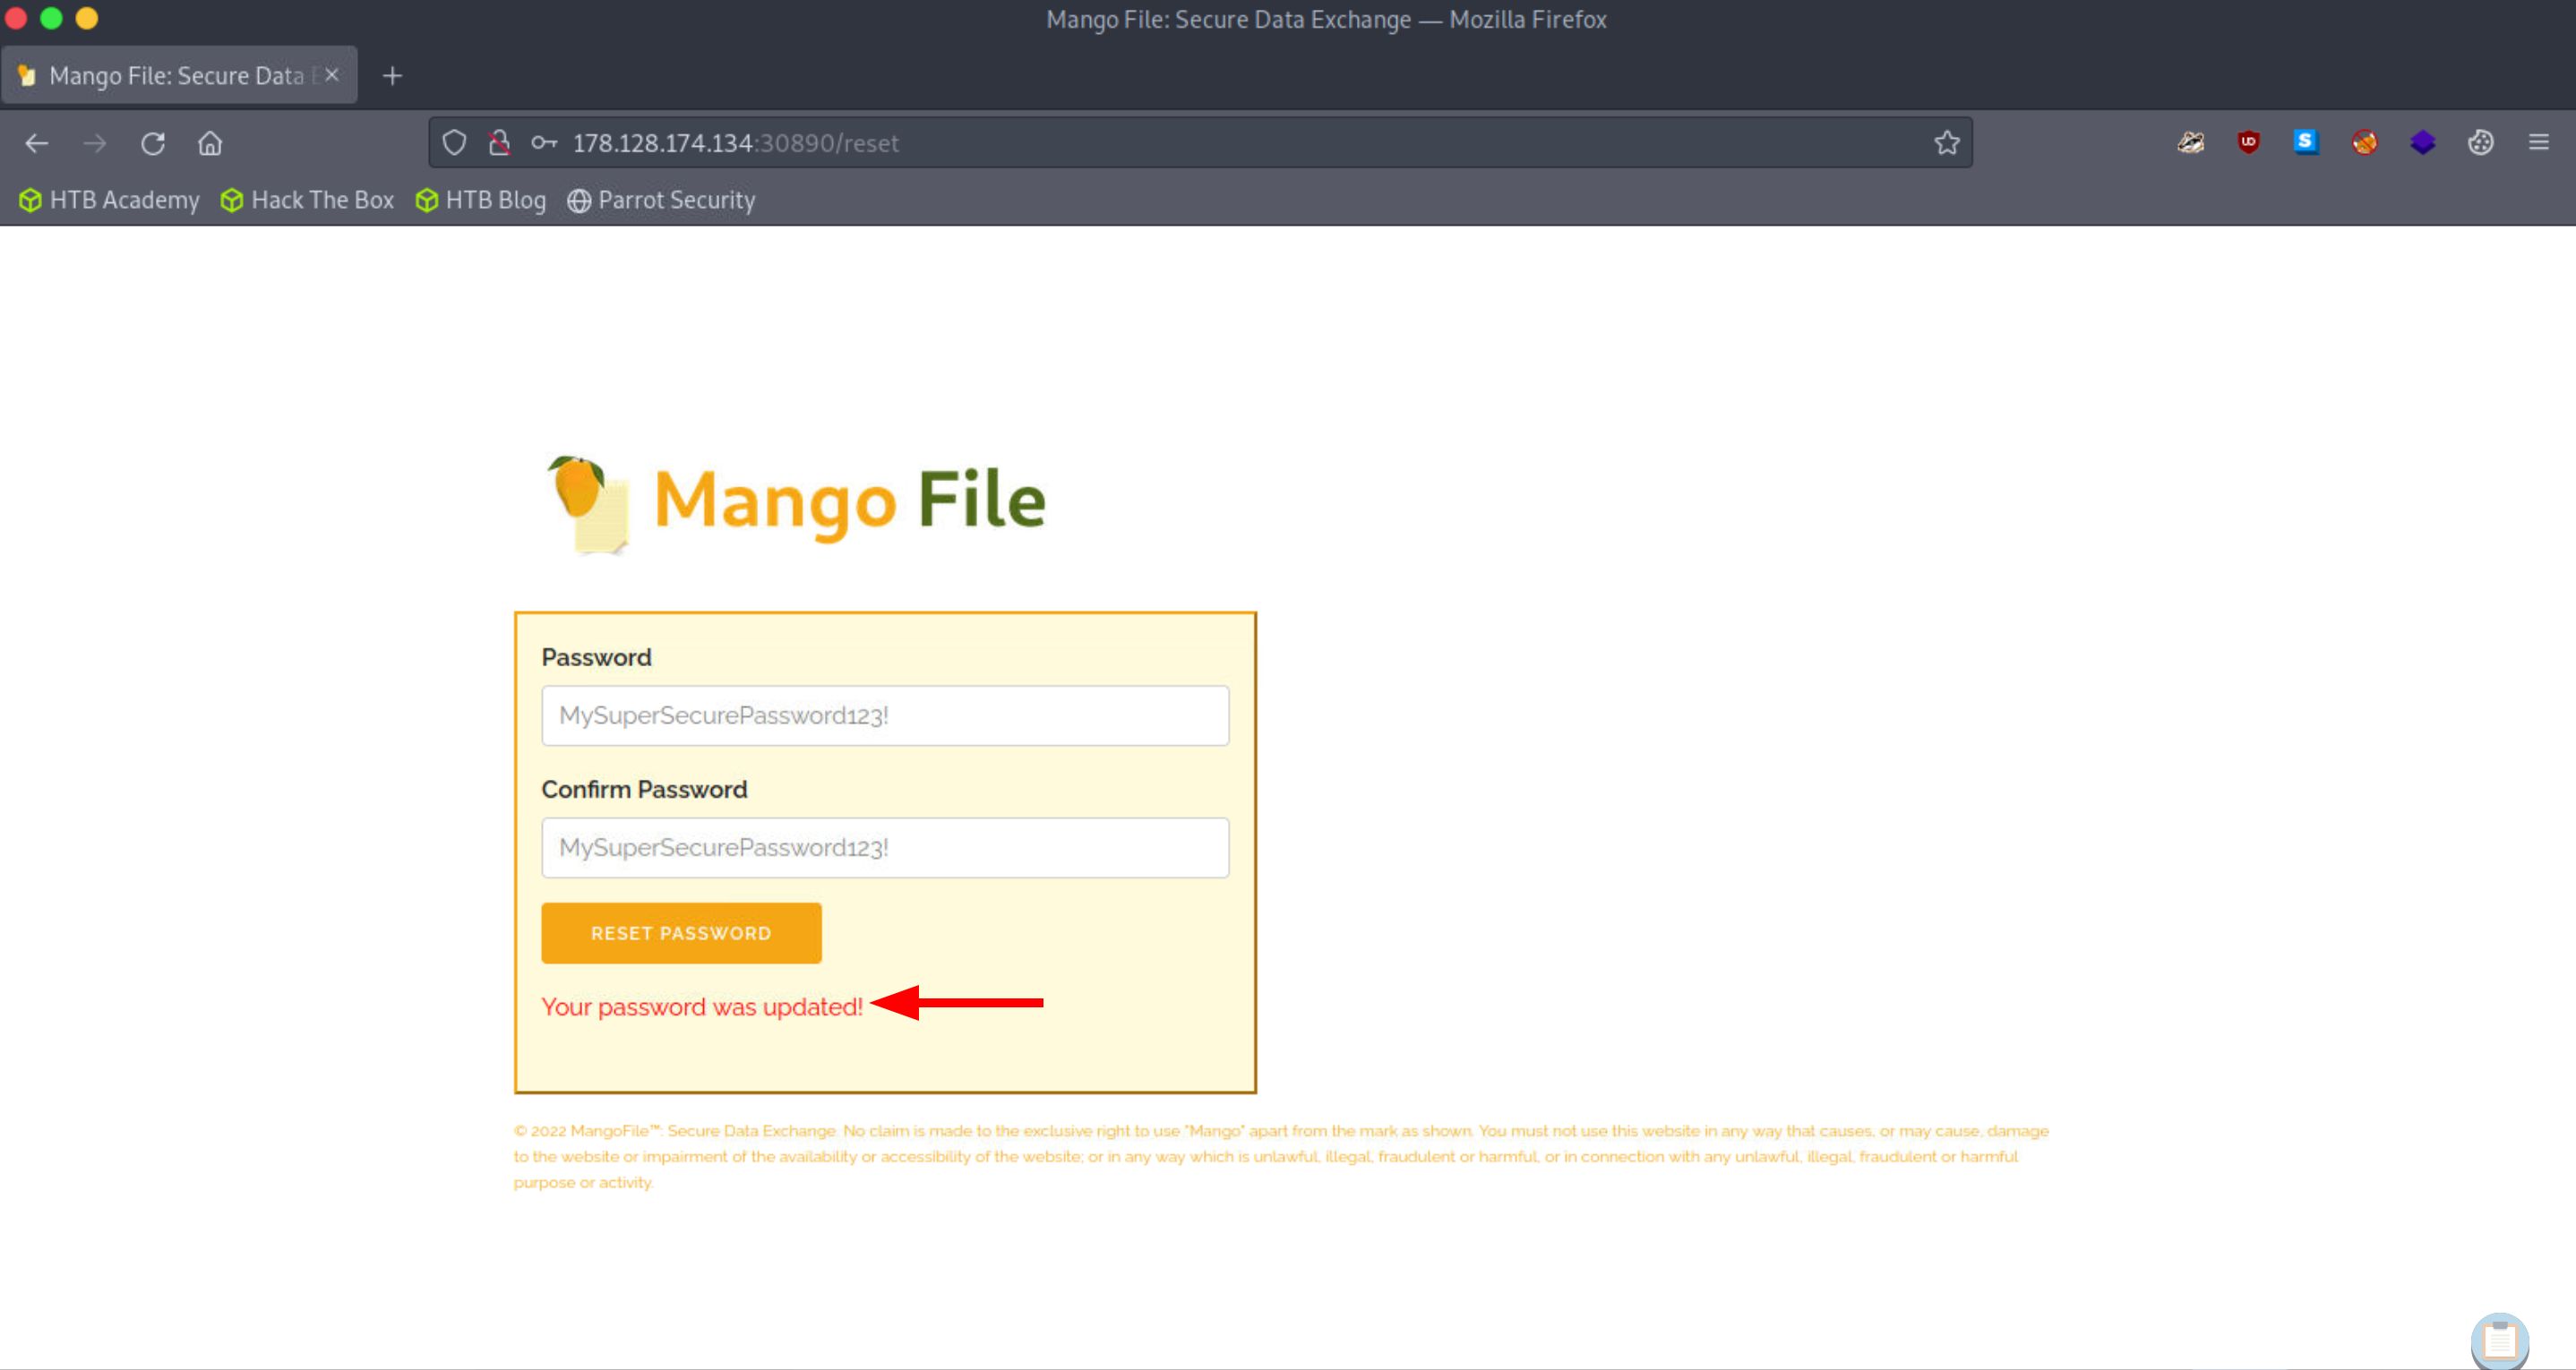 Mango File: Secure Data Exchange — Mozilla Firefox
Mango File: Secure Data
178.128.174.134:30890/reset
HTB Academy
Hack The Box
HTB Blog
Parrot Security
Mango File
Password
MySuperSecurePassword123!
Confirm Password
MySuperSecurePassword123!
RESET PASSWORD
Your password was updated!
© 2022 MangoFile™: Secure Data Exchange. No claim is made to the exclusive right to use "Mango" apart from the mark as shown. You must not use this website in any way that causes, or may cause, damage
to the website or impairment of the availability or accessibility of the website; or in any way which is unlawful, illegal, fraudulent or harmful, or in connection with any unlawful, illegal, fraudulent or harmful
purpose or activity.